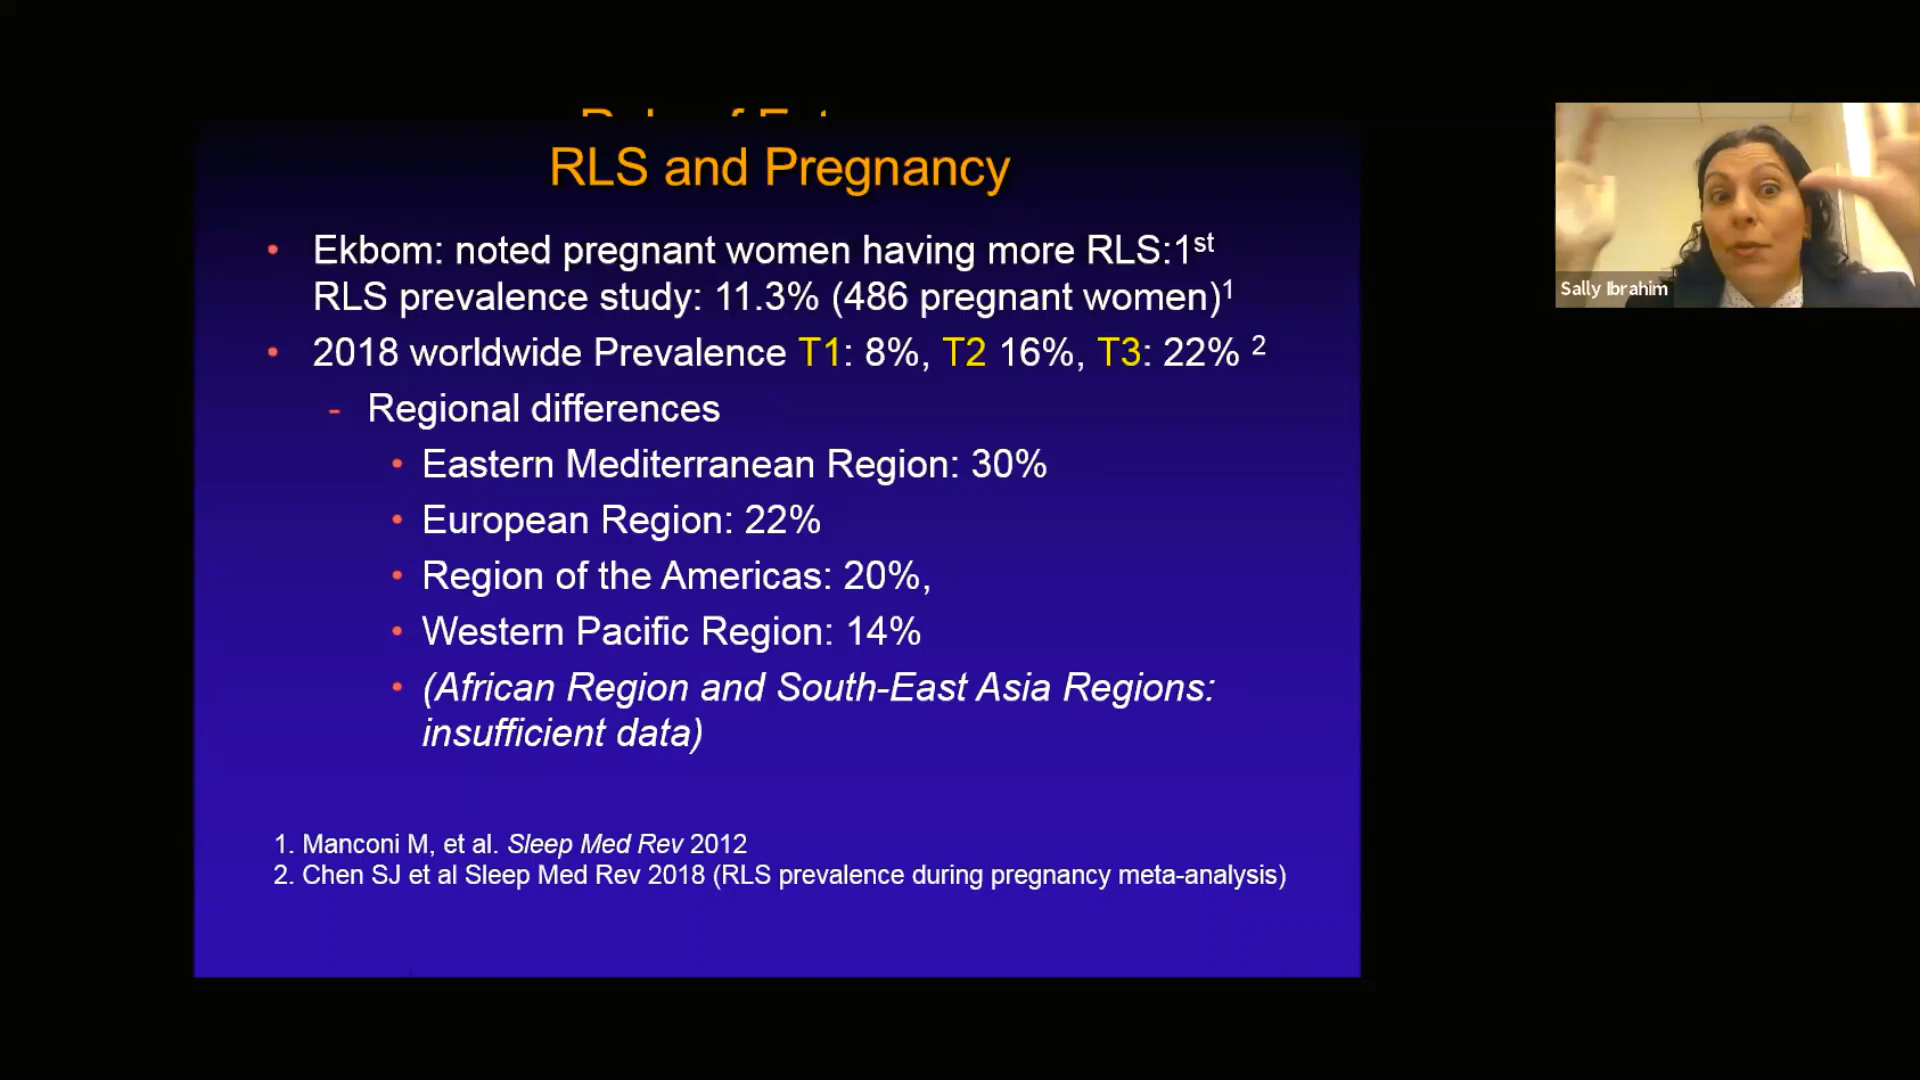 RLS and Pregnancy
• Ekbom: noted pregnant women having more RLS:1st
RLS prevalence study: 11.3% (486 pregnant women)1
• 2018 worldwide Prevalence T1: 8%, T2 16%, T3: 22% 2
- Regional differences
• Eastern Mediterranean Region: 30%
• European Region: 22%
• Region of the Americas: 20%,
• Western Pacific Region: 14%
• (African Region and South-East Asia Regions:
insufficient data)
1. Manconi M, et al. Sleep Med Rev 2012
2. Chen SJ et al Sleep Med Rev 2018 (RLS prevalence during pregnancy meta-analysis)
Sally Ibrahim